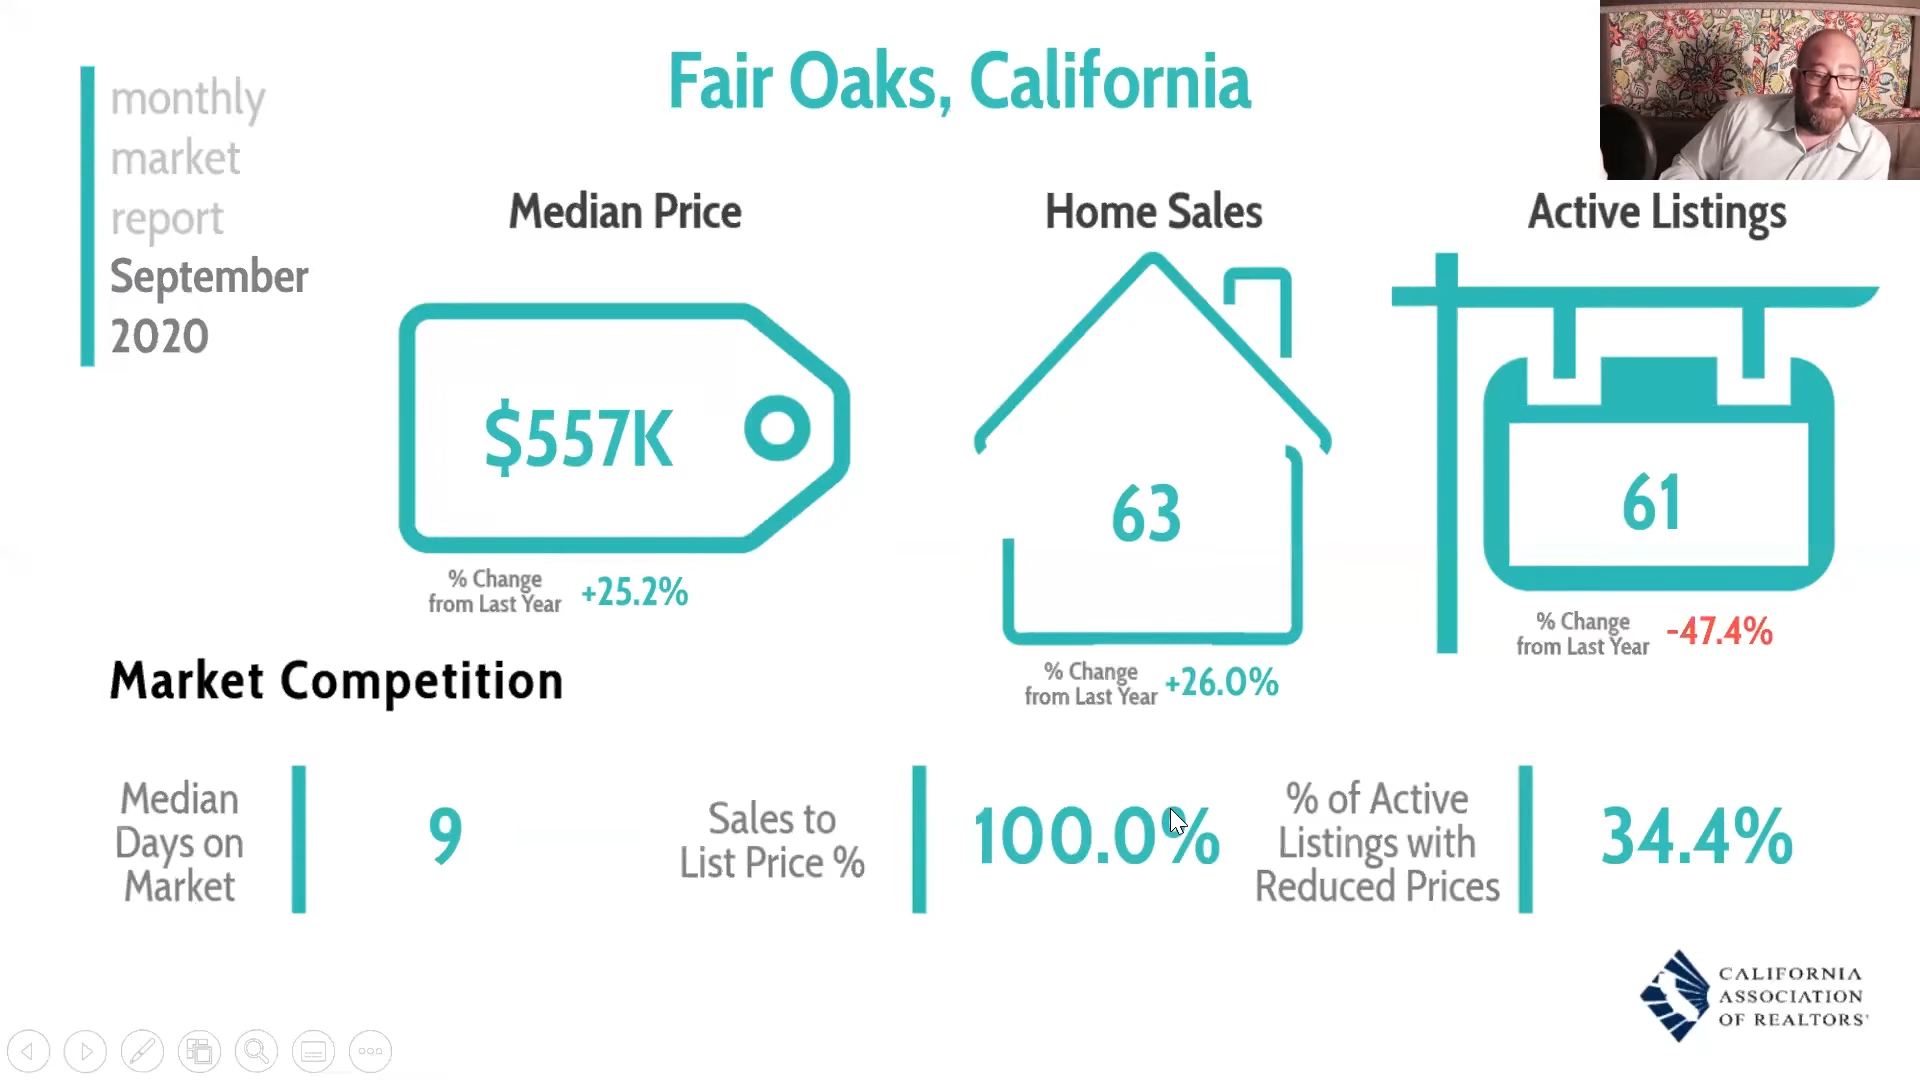 monthly
market
report
September
2020
Fair Oaks, California
Median Price
$557K
% Change
from Last Year
+25.2%
Home Sales
63
% Change
from Last Year
+26.0%
Active Listings
61
% Change
from Last Year
-47.4%
Market Competition
Median
Days on
Market
9
Sales to
List Price %
100.0%
% of Active
Listings with
Reduced Prices
34.4%
CALIFORNIA
ASSOCIATION
OF REALTORS®